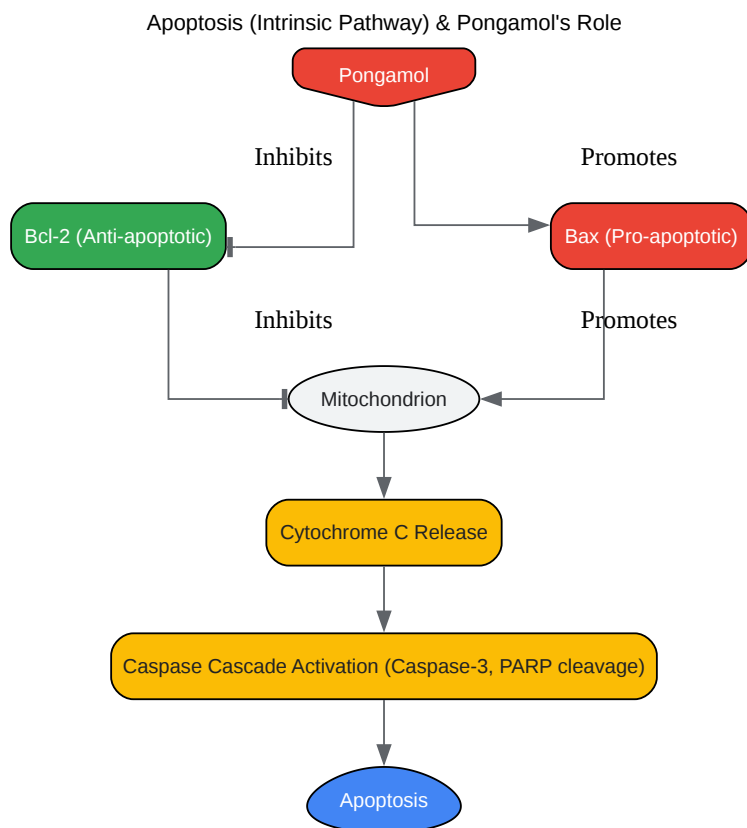 Apoptosis (Intrinsic Pathway) & Pongamol's Role
Pongamol
Inhibits
Promotes
Bcl-2 (Anti-apoptotic)
Bax (Pro-apoptotic)
Inhibits
Promotes
Mitochondrion
Cytochrome C Release
Caspase Cascade Activation (Caspase-3, PARP cleavage)
Apoptosis